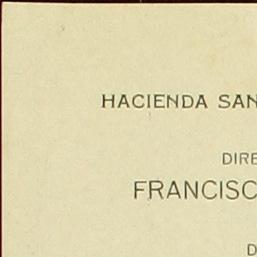 HACIENDA SAN
DIRE
FRANCISC
D